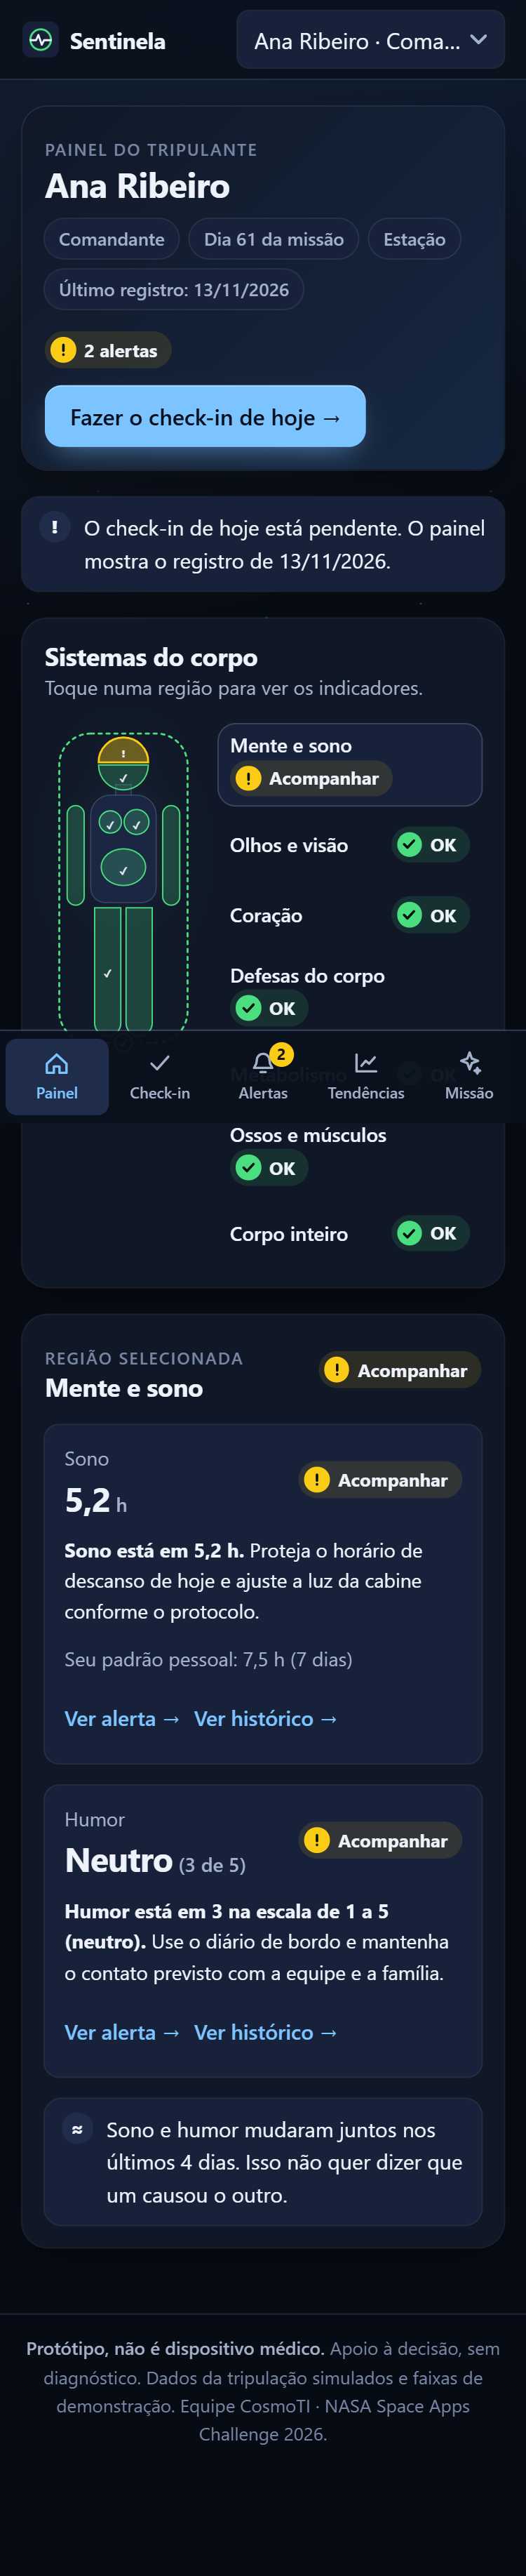 Sentinela
Ana Ribeiro · Coma...
PAINEL DO TRIPULANTE
Ana Ribeiro
Comandante
Dia 61 da missão
Estação
Último registro: 13/11/2026
! 2 alertas
Fazer o check-in de hoje →
! O check-in de hoje está pendente. O painel
mostra o registro de 13/11/2026.
Sistemas do corpo
Toque numa região para ver os indicadores.
Mente e sono
! Acompanhar
Olhos e visão
OK
Coração
OK
Defesas do corpo
OK
Metabolismo
OK
2
Painel
Check-in
Alertas
Tendências
Missão
Ossos e músculos
OK
Corpo inteiro
OK
REGIÃO SELECIONADA
Mente e sono
! Acompanhar
Sono
5,2 h
! Acompanhar
Sono está em 5,2 h. Proteja o horário de
descanso de hoje e ajuste a luz da cabine
conforme o protocolo.
Seu padrão pessoal: 7,5 h (7 dias)
Ver alerta → Ver histórico →
Humor
Neutro (3 de 5)
! Acompanhar
Humor está em 3 na escala de 1 a 5
(neutro). Use o diário de bordo e mantenha
o contato previsto com a equipe e a família.
Ver alerta → Ver histórico →
≈ Sono e humor mudaram juntos nos
últimos 4 dias. Isso não quer dizer que
um causou o outro.
Protótipo, não é dispositivo médico. Apoio à decisão, sem
diagnóstico. Dados da tripulação simulados e faixas de
demonstração. Equipe CosmoTI · NASA Space Apps
Challenge 2026.